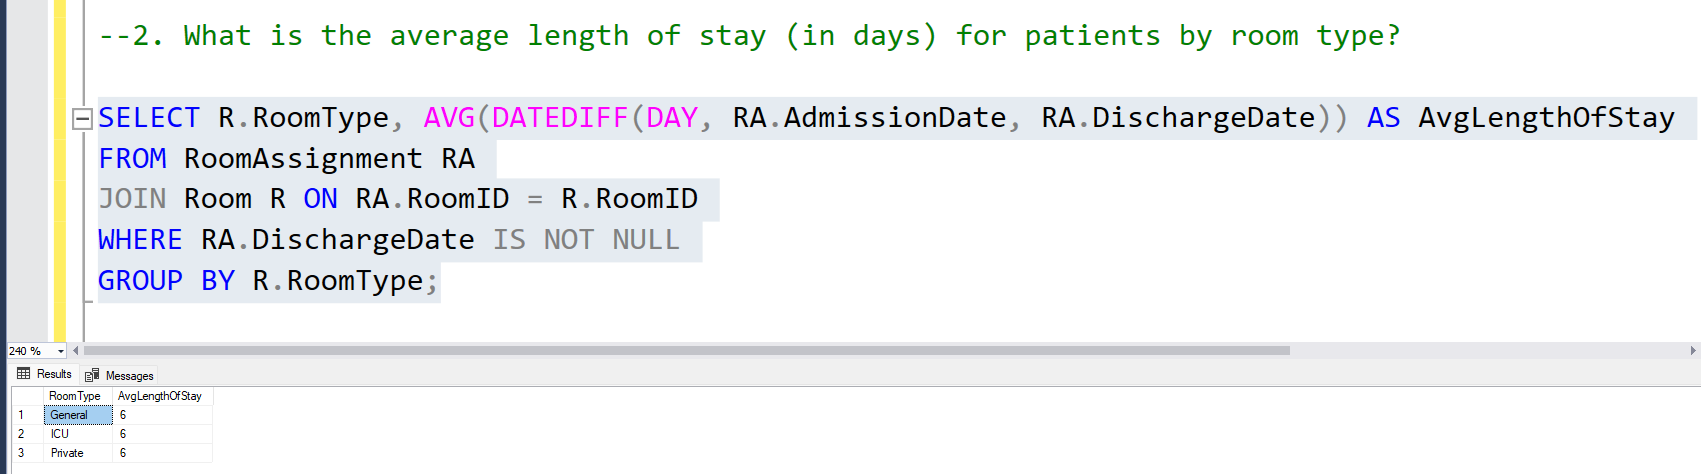 --2. What is the average length of stay (in days) for patients by room type?
SELECT R.RoomType, AVG(DATEDIFF(DAY, RA.AdmissionDate, RA.DischargeDate)) AS AvgLengthOfStay
FROM RoomAssignment RA
JOIN Room R ON RA.RoomID = R.RoomID
WHERE RA.DischargeDate IS NOT NULL
GROUP BY R.RoomType;
240 %
Results Messages
RoomType AvgLengthOfStay
1 General 6
2 ICU 6
3 Private 6